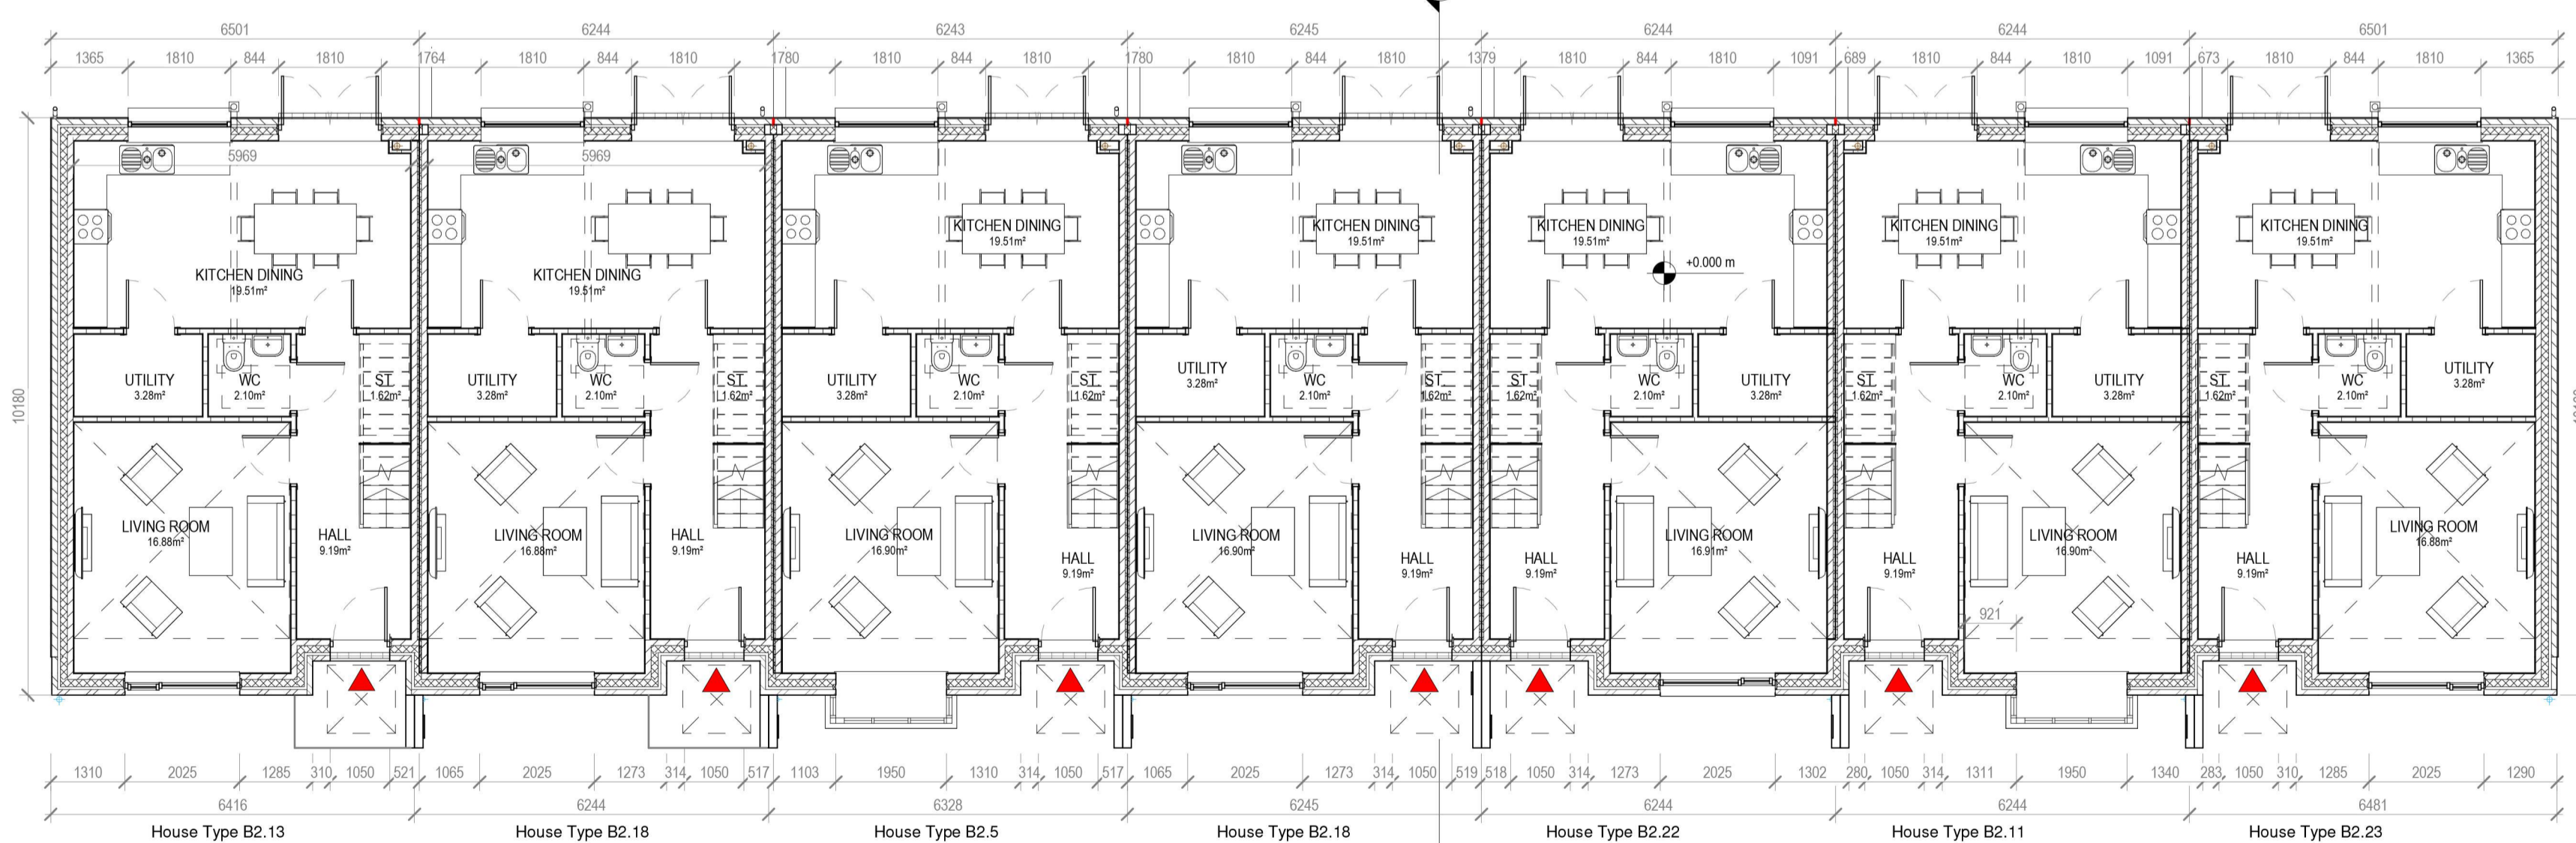 6501 6244 6243 6245 6244 6244 6501
1365 1810 844 1810 1764 1810 844 1810 1780 1810 844 1810 1780 1810 844 1810 1379 1810 844 1810 1091 689 1810 844 1810 1091 673 1810 844 1810 1365
5969 5969
KITCHEN DINING KITCHEN DINING KITCHEN DINING KITCHEN DINING KITCHEN DINING
19.51m² 19.51m² 19.51m² 19.51m² 19.51m²
+0.000 m
KITCHEN DINING KITCHEN DINING
19.51m² 19.51m²
UTILITY UTILITY
3.28m² 3.28m²
UTILITY WC ST. UTILITY WC ST. UTILITY WC ST. WC ST. ST. WC UTILITY ST. WC UTILITY ST. WC
3.28m² 2.10m² 1.62m² 3.28m² 2.10m² 1.62m² 3.28m² 2.10m² 1.62m² 2.10m² 1.62m² 1.62m² 2.10m² 3.28m² 1.62m² 2.10m² 3.28m² 1.62m² 2.10m²
10180
LIVING ROOM LIVING ROOM
16.88m² 16.88m²
HALL LIVING ROOM HALL LIVING ROOM LIVING ROOM LIVING ROOM LIVING ROOM
9.19m² 16.88m² 9.19m² 16.90m² 16.90m² 16.91m² 16.90m²
HALL HALL HALL HALL HALL
9.19m² 9.19m² 9.19m² 9.19m² 9.19m²
921
1310 2025 1285 310 1050 521 1065 2025 1273 314 1050 517 1103 1950 1310 314 1050 517 1065 2025 1273 314 1050 519 518 1050 314 1273 2025 1302 280 1050 314 1311 1950 1340 283 1050 310 1285 2025 1290
6416 6244 6328 6245 6244 6244 6481
House Type B2.13 House Type B2.18 House Type B2.5 House Type B2.18 House Type B2.22 House Type B2.11 House Type B2.23